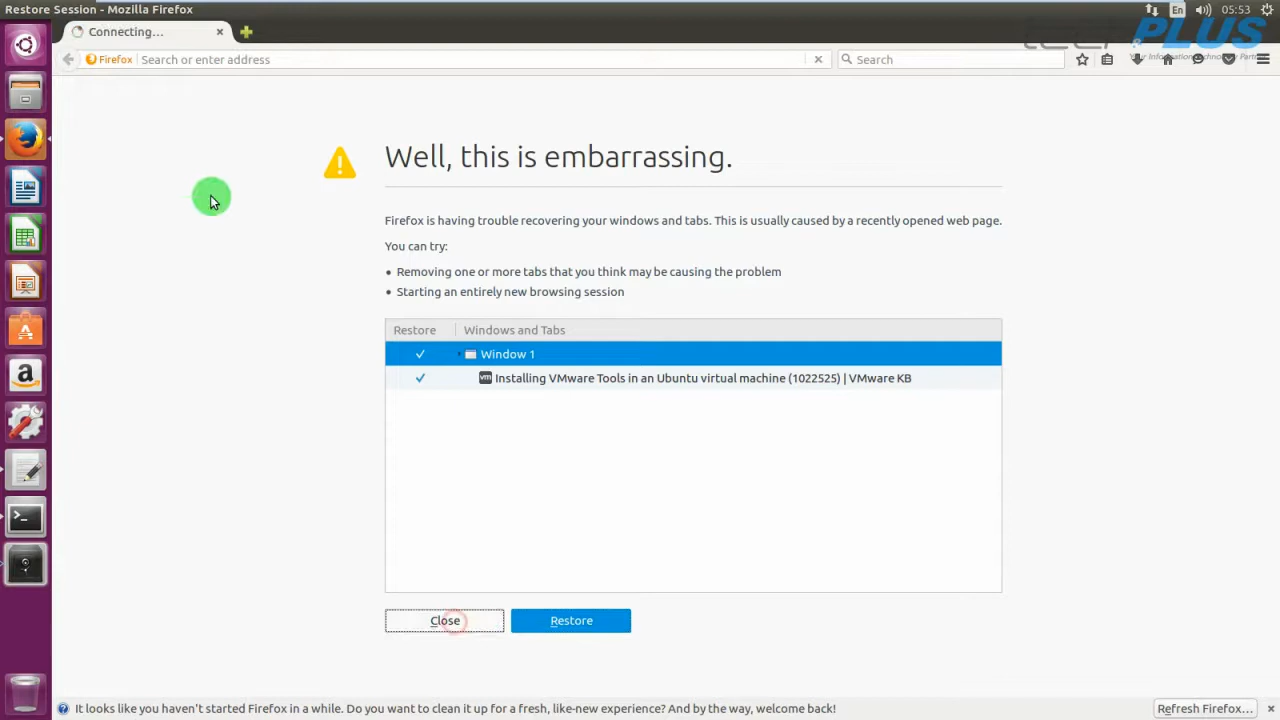 Restore Session - Mozilla Firefox
En
05:53
Connecting...
PLUS
Firefox
Search or enter address
Search
Well, this is embarrassing.
Firefox is having trouble recovering your windows and tabs. This is usually caused by a recently opened web page.
You can try:
• Removing one or more tabs that you think may be causing the problem
• Starting an entirely new browsing session
Restore
Windows and Tabs
Window 1
vm
Installing VMware Tools in an Ubuntu virtual machine (1022525) | VMware KB
Close
Restore
It looks like you haven't started Firefox in a while. Do you want to clean it up for a fresh, like-new experience? And by the way, welcome back!
Refresh Firefox...